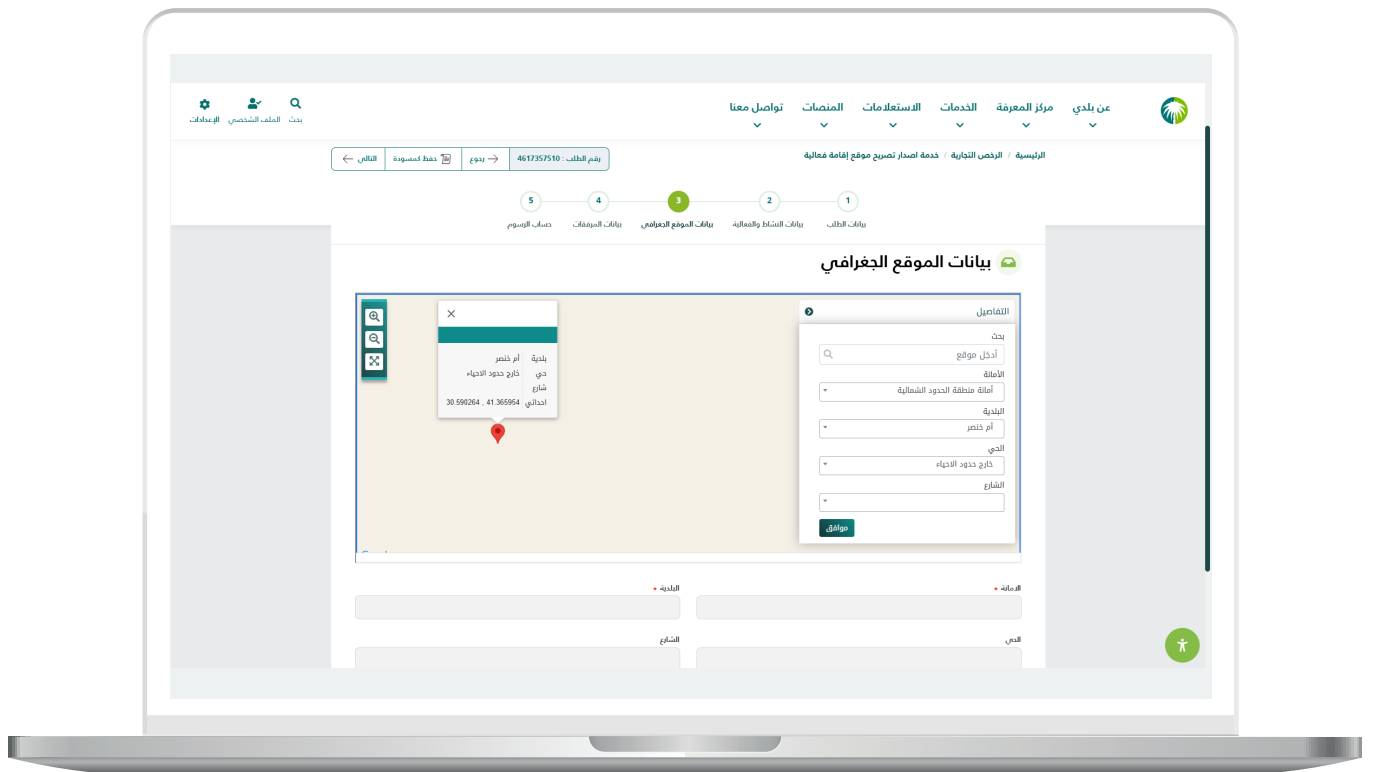 عن بلدي
مركز المعرفة
الخدمات
الاستعلامات
المنصات
تواصل معنا
بحث
الملف الشخصي
الإعدادات
الرئيسية / الرخص التجارية / خدمة اصدار تصريح موقع إقامة فعالية
رقم الطلب : 4617357510
رجوع
حفظ كمسودة
التالي
1
2
3
4
5
بيانات الطلب
بيانات النشاط والفعالية
بيانات الموقع الجغرافي
بيانات المرفقات
حساب الرسوم
بيانات الموقع الجغرافي
التفاصيل
بحث
أدخل موقع
الأمانة
أمانة منطقة الحدود الشمالية
البلدية
أم خنصر
الحي
خارج حدود الاحياء
الشارع
موافق
بلدية أم خنصر
حي خارج حدود الاحياء
شارع
احداثي 30.590264 , 41.365954
الامانة *
البلدية *
الحي
الشارع